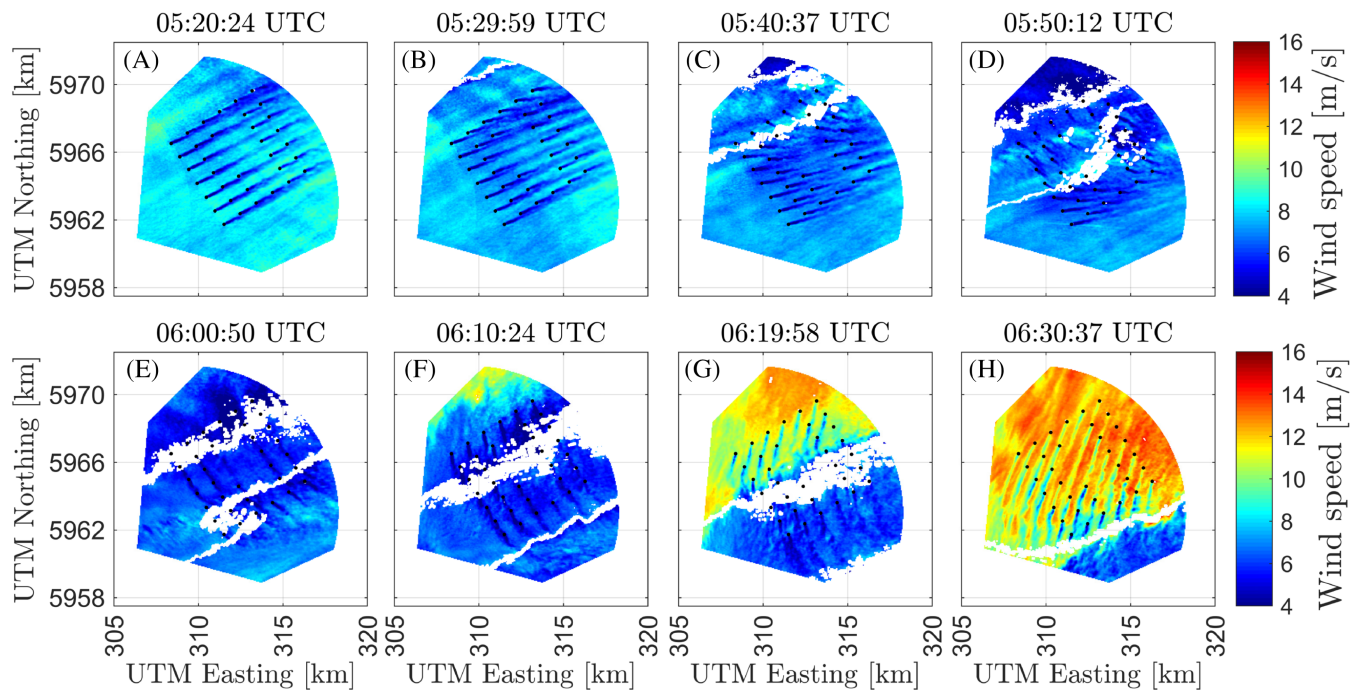 05:20:24 UTC 05:29:59 UTC 05:40:37 UTC 05:50:12 UTC
(A) (B) (C) (D)
UTM Northing [km]
5970
5966
5962
5958
16
14
12
10
8
6
4
Wind speed [m/s]
06:00:50 UTC 06:10:24 UTC 06:19:58 UTC 06:30:37 UTC
(E) (F) (G) (H)
UTM Northing [km]
5970
5966
5962
5958
16
14
12
10
8
6
4
Wind speed [m/s]
305 310 315 320 305 310 315 320 305 310 315 320 305 310 315 320
UTM Easting [km] UTM Easting [km] UTM Easting [km] UTM Easting [km]